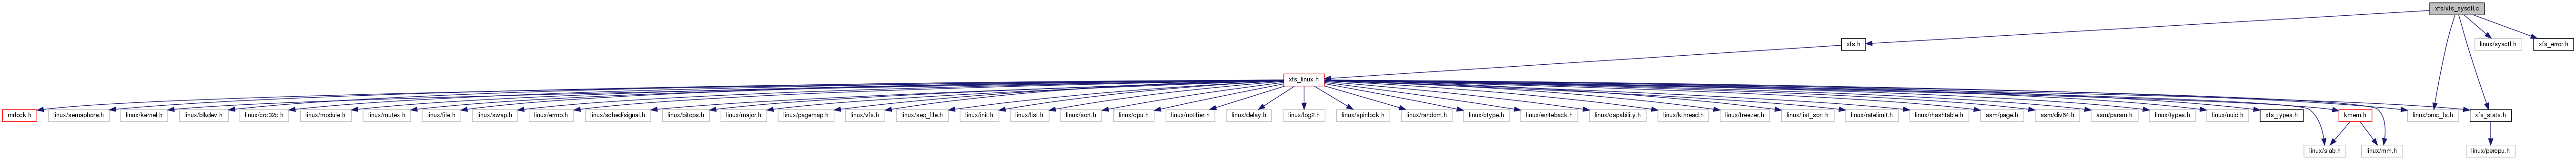 xfs/xfs_sysctl.c
xfs.h
linux/sysctl.h
xfs_error.h
xfs_linux.h
mrlock.h
linux/semaphore.h
linux/kernel.h
linux/blkdev.h
linux/crc32c.h
linux/module.h
linux/mutex.h
linux/file.h
linux/swap.h
linux/errno.h
linux/sched/signal.h
linux/bitops.h
linux/major.h
linux/pagemap.h
linux/vfs.h
linux/seq_file.h
linux/init.h
linux/list.h
linux/sort.h
linux/cpu.h
linux/notifier.h
linux/delay.h
linux/log2.h
linux/spinlock.h
linux/random.h
linux/ctype.h
linux/writeback.h
linux/capability.h
linux/kthread.h
linux/freezer.h
linux/list_sort.h
linux/ratelimit.h
linux/rhashtable.h
asm/page.h
asm/div64.h
asm/param.h
linux/types.h
linux/uuid.h
xfs_types.h
kmem.h
linux/proc_fs.h
xfs_stats.h
linux/slab.h
linux/mm.h
linux/percpu.h